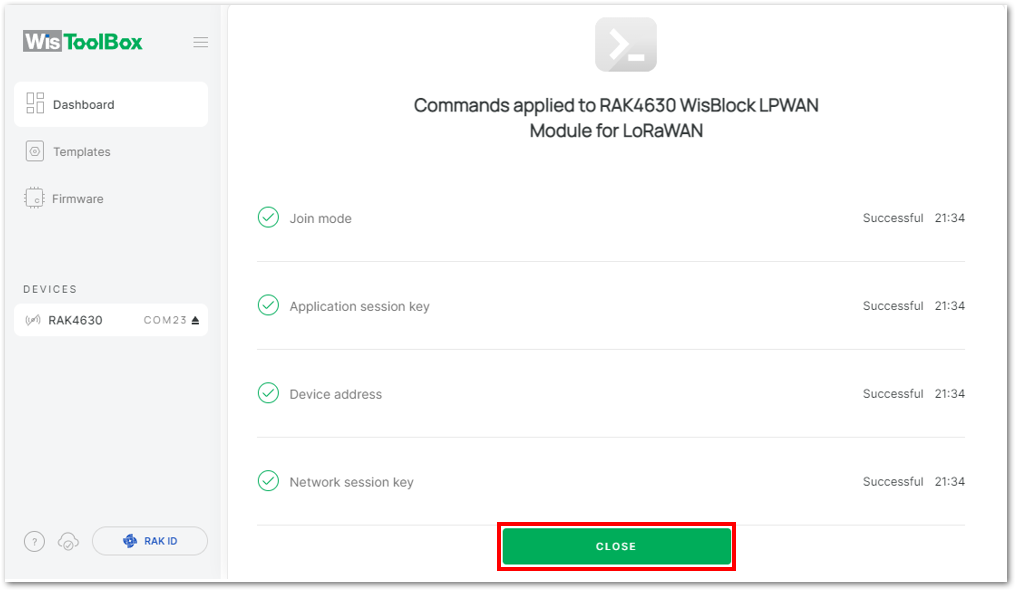 WisToolBox
Dashboard
Templates
Firmware
DEVICES
RAK4630 COM23
? RAK ID
Commands applied to RAK4630 WisBlock LPWAN
Module for LoRaWAN
Join mode Successful 21:34
Application session key Successful 21:34
Device address Successful 21:34
Network session key Successful 21:34
CLOSE